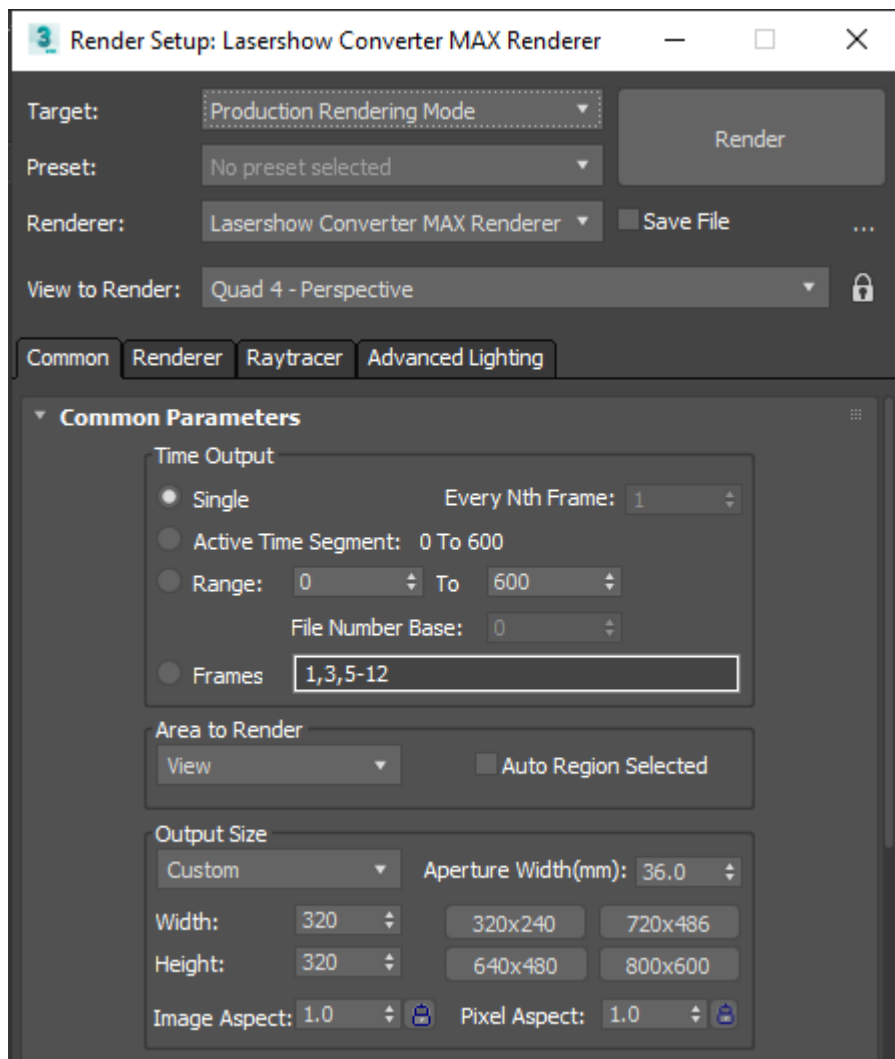 3 Render Setup: Lasershow Converter MAX Renderer
Target: Production Rendering Mode
Render
Preset: No preset selected
Renderer: Lasershow Converter MAX Renderer Save File ...
View to Render: Quad 4 - Perspective
Common Renderer Raytracer Advanced Lighting
Common Parameters
Time Output
Single Every Nth Frame: 1
Active Time Segment: 0 To 600
Range: 0 To 600
File Number Base: 0
Frames 1,3,5-12
Area to Render
View Auto Region Selected
Output Size
Custom Aperture Width(mm): 36.0
Width: 320 320x240 720x486
Height: 320 640x480 800x600
Image Aspect: 1.0 Pixel Aspect: 1.0